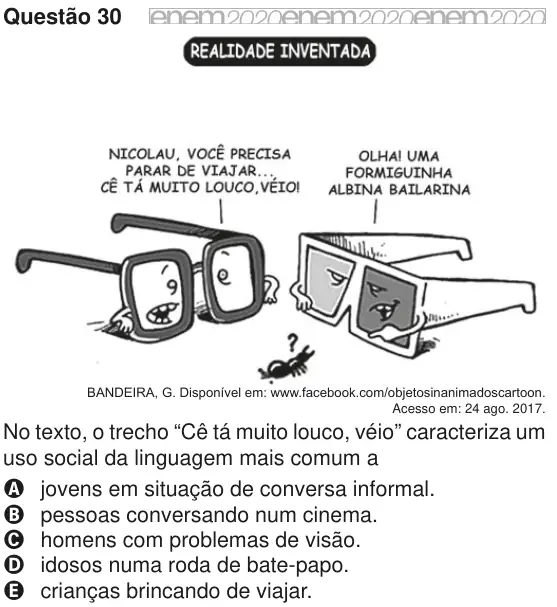 Questão 30 enem2020enem2020enem2020
REALIDADE INVENTADA
NICOLAU, VOCÊ PRECISA
PARAR DE VIAJAR...
CÊ TÁ MUITO LOUCO, VÉIO!
OLHA! UMA
FORMIGUINHA
ALBINA BAILARINA
?
BANDEIRA, G. Disponível em: www.facebook.com/objetosinanimadoscartoon.
Acesso em: 24 ago. 2017.
No texto, o trecho “Cê tá muito louco, véio” caracteriza um
uso social da linguagem mais comum a
A jovens em situação de conversa informal.
B pessoas conversando num cinema.
C homens com problemas de visão.
D idosos numa roda de bate-papo.
E crianças brincando de viajar.